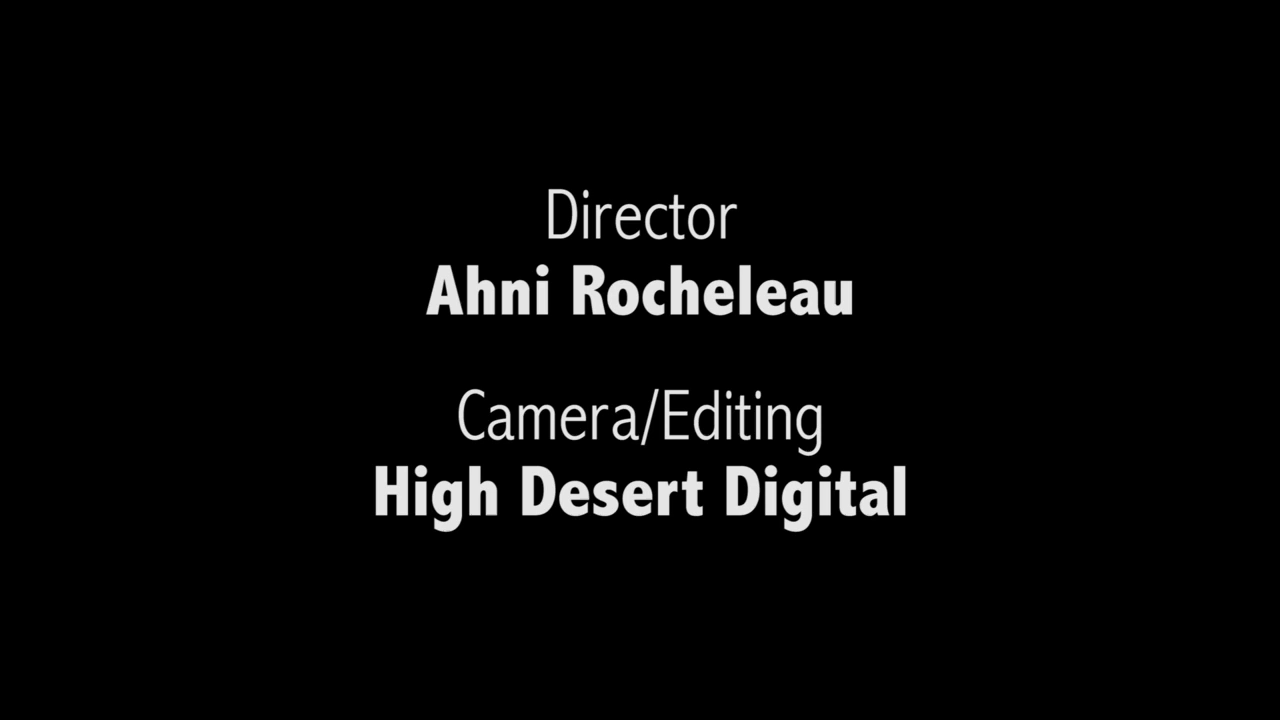 Director
Ahni Rocheleau
Camera/Editing
High Desert Digital